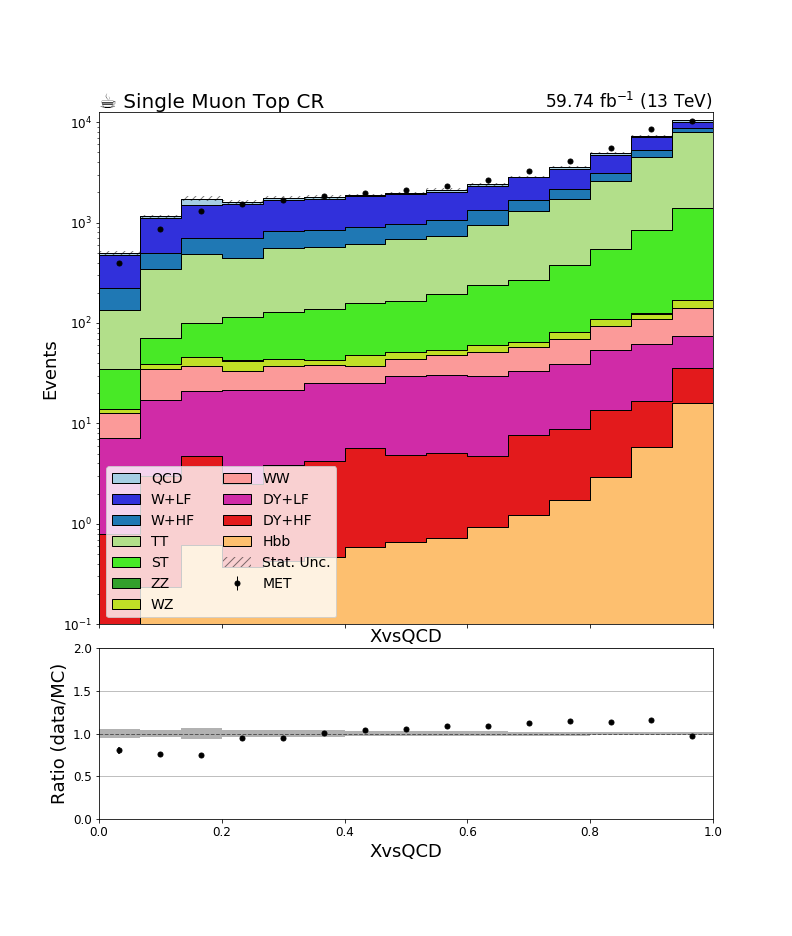 ☕ Single Muon Top CR 59.74 fb⁻¹ (13 TeV)
10⁴
10³
10²
10¹
10⁰
10⁻¹
Events
QCD WW
W+LF DY+LF
W+HF DY+HF
TT Hbb
ST Stat. Unc.
ZZ MET
WZ
XvsQCD
2.0
1.5
1.0
0.5
0.0
Ratio (data/MC)
0.0 0.2 0.4 0.6 0.8 1.0
XvsQCD